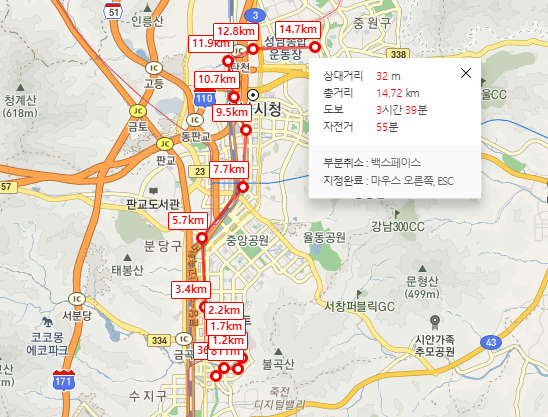 인릉산
51
IC
3
중원구
14.7km
12.8km
성남종합
운동장
11.9km
탄천
IC
338
IC
고등
10.7km
110
청계산
(618m)
JC
금토
9.5km
시청
IC
동판교
JC
판교
57
23
7.7km
판교도서관
분당구
5.7km
중앙공원
율동공원
강남300CC
태봉산
3.4km
2.2km
1.7km
1.2km
811m
문형산
(499m)
서창퍼블릭GC
IC
서분당
코코몽
에코파크
334
IC
금곡
불곡산
시안가족
추모공원
43
171
수지구
죽전
디지털밸리
상대거리 32 m
총거리 14.72 km
도보 3시간 39분
자전거 55분
부분취소 : 백스페이스
지정완료 : 마우스 오른쪽, ESC